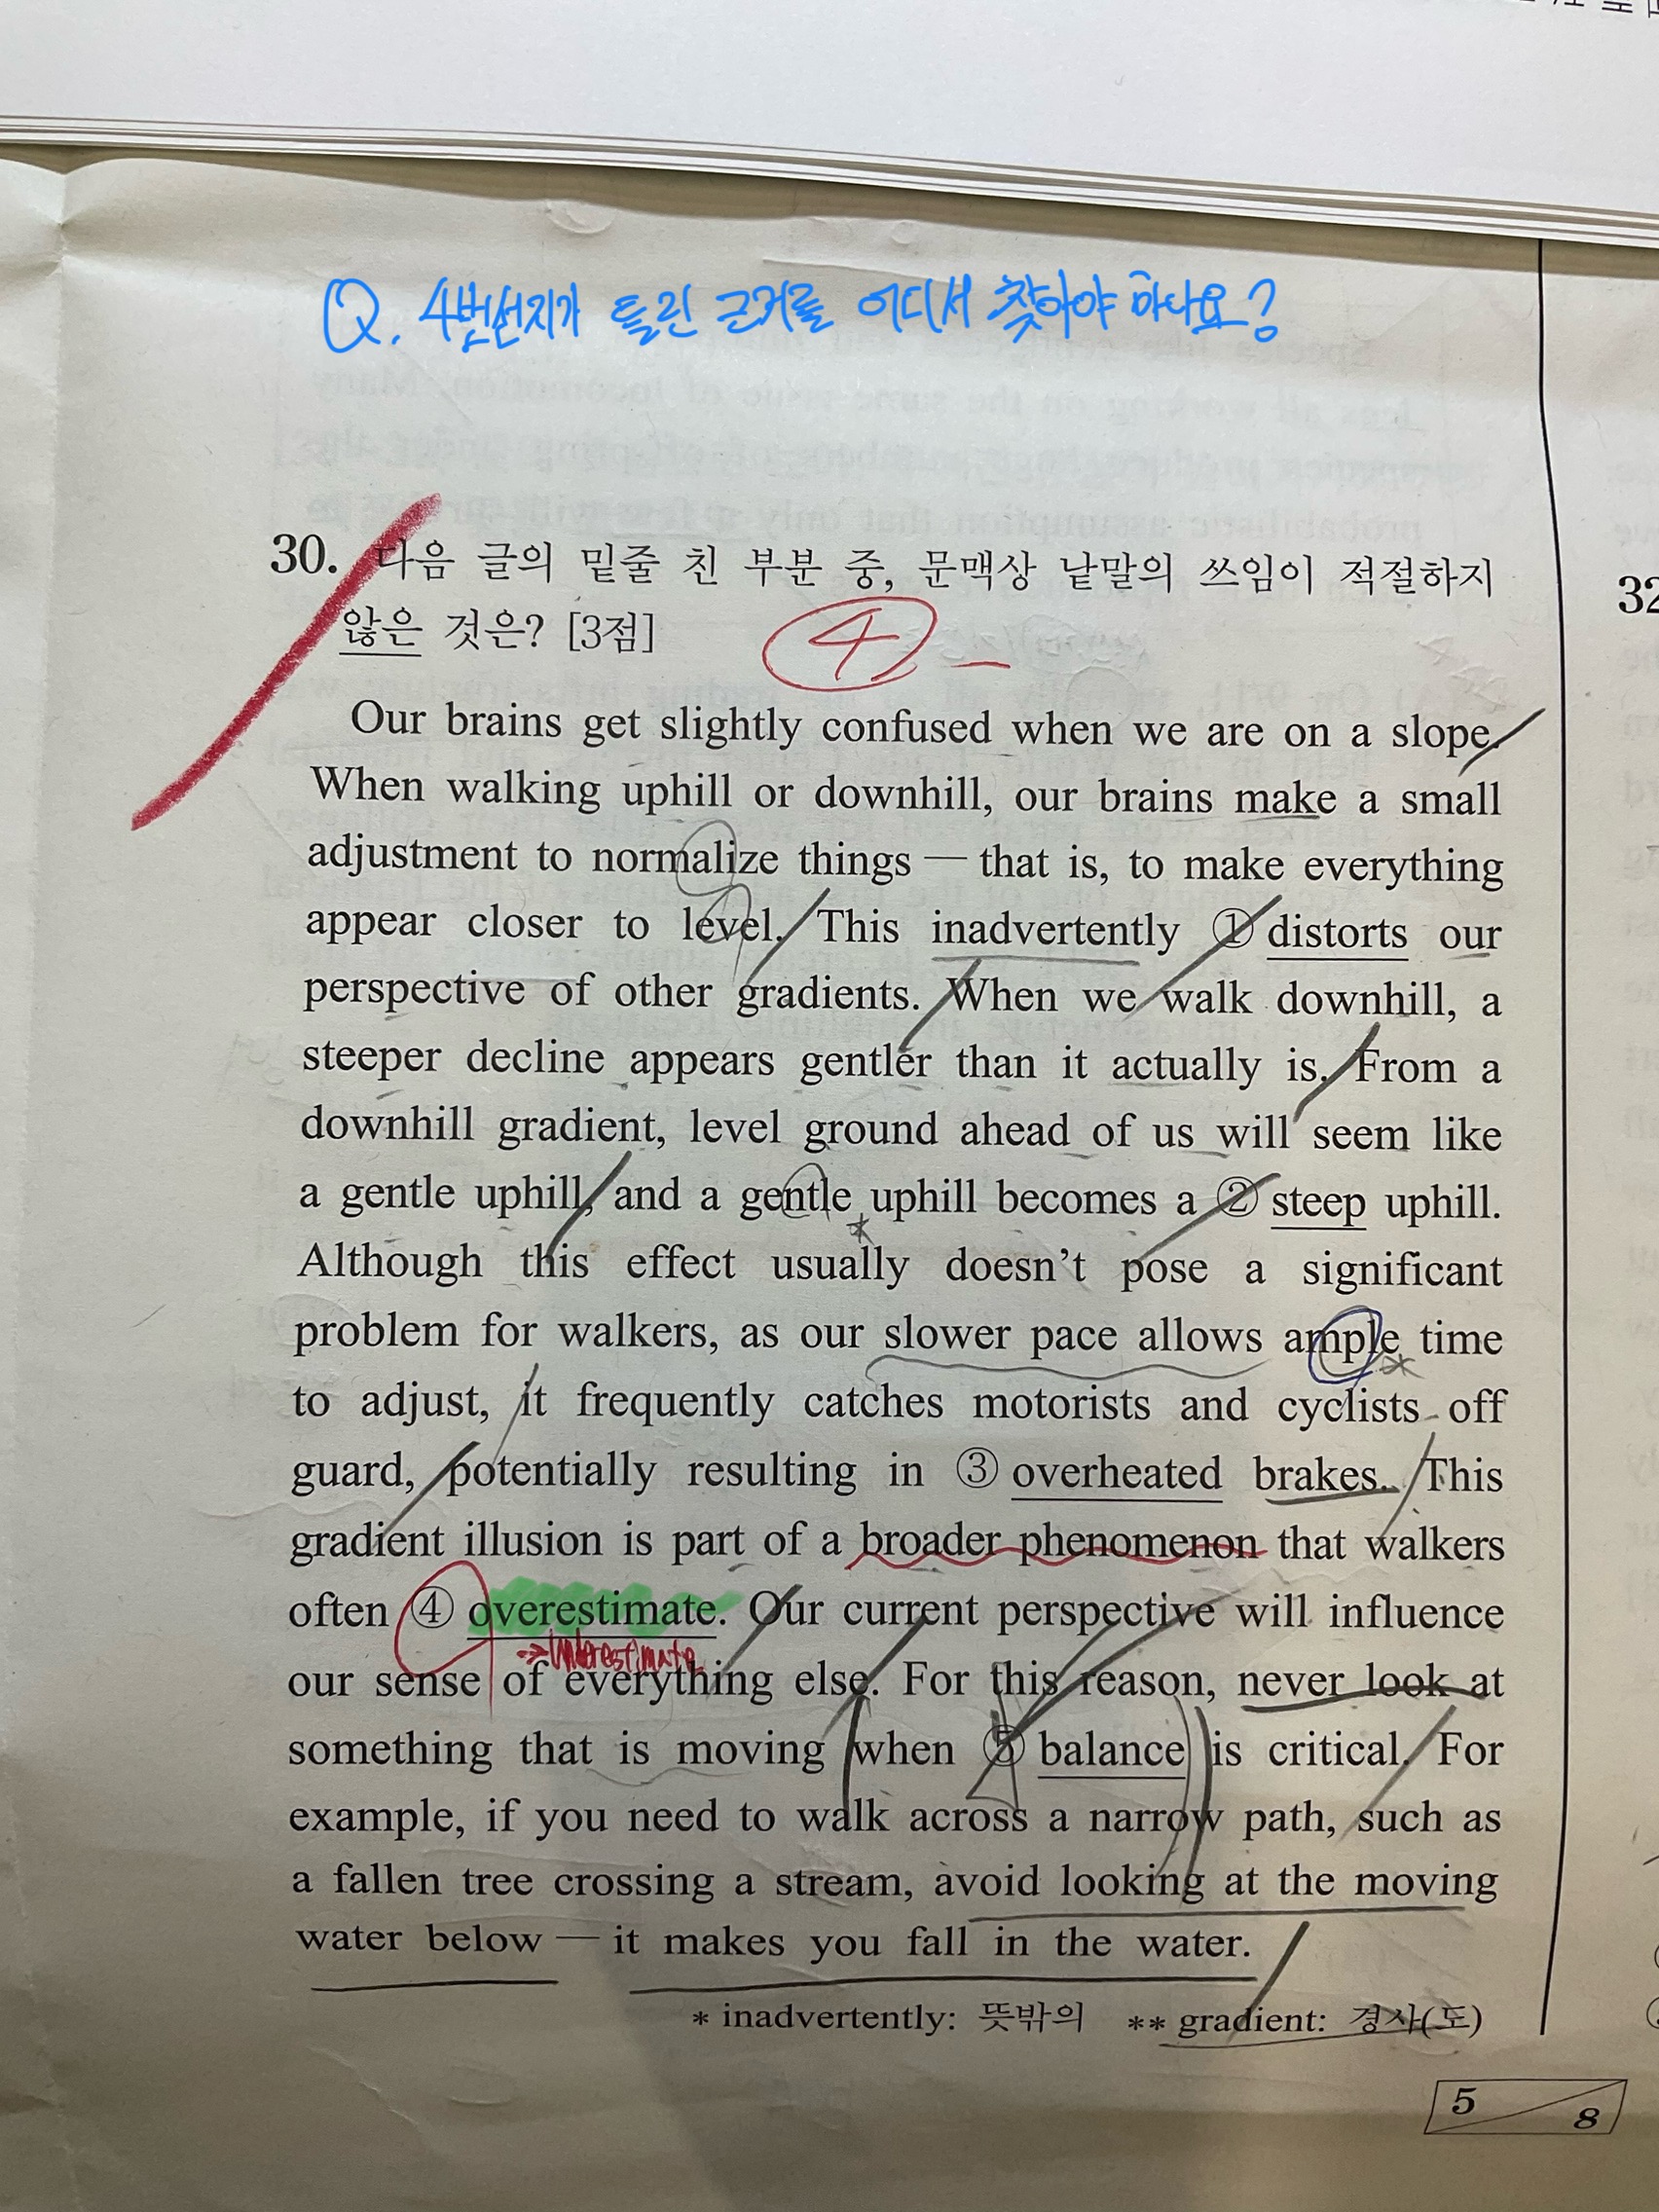 Q. 4번선지가 틀린 근거를 어디서 찾아야 하나요?
30. 다음 글의 밑줄 친 부분 중, 문맥상 낱말의 쓰임이 적절하지
않은 것은? [3점]
4
Our brains get slightly confused when we are on a slope.
When walking uphill or downhill, our brains make a small
adjustment to normalize things — that is, to make everything
appear closer to level. This inadvertently ① distorts our
perspective of other gradients. When we walk downhill, a
steeper decline appears gentler than it actually is. From a
downhill gradient, level ground ahead of us will seem like
a gentle uphill, and a gentle uphill becomes a ② steep uphill.
Although this effect usually doesn't pose a significant
problem for walkers, as our slower pace allows ample time
to adjust, it frequently catches motorists and cyclists off
guard, potentially resulting in ③ overheated brakes. This
gradient illusion is part of a broader phenomenon that walkers
often ④ overestimate. Our current perspective will influence
→ underestimate
our sense of everything else. For this reason, never look at
something that is moving when ⑤ balance is critical. For
example, if you need to walk across a narrow path, such as
a fallen tree crossing a stream, avoid looking at the moving
water below — it makes you fall in the water.
* inadvertently: 뜻밖의 ** gradient: 경사(도)
5 8
32